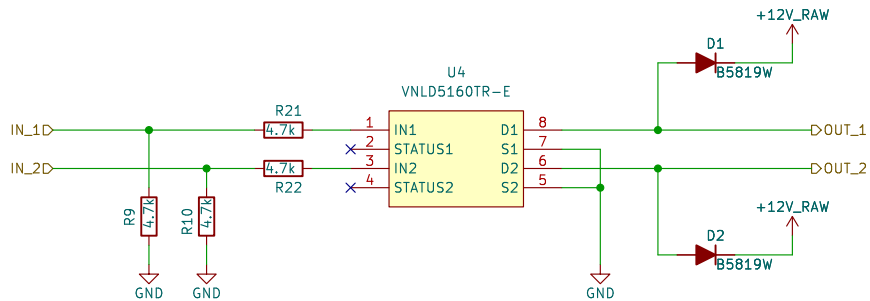 +12V_RAW
D1
B5819W
U4
VNLD5160TR-E
R21
4.7k
IN_1
1
IN1
D1
8
OUT_1
2
STATUS1
S1
7
IN_2
4.7k
3
IN2
D2
6
OUT_2
R22
4
STATUS2
S2
5
R9
4.7k
R10
4.7k
+12V_RAW
D2
B5819W
GND
GND
GND